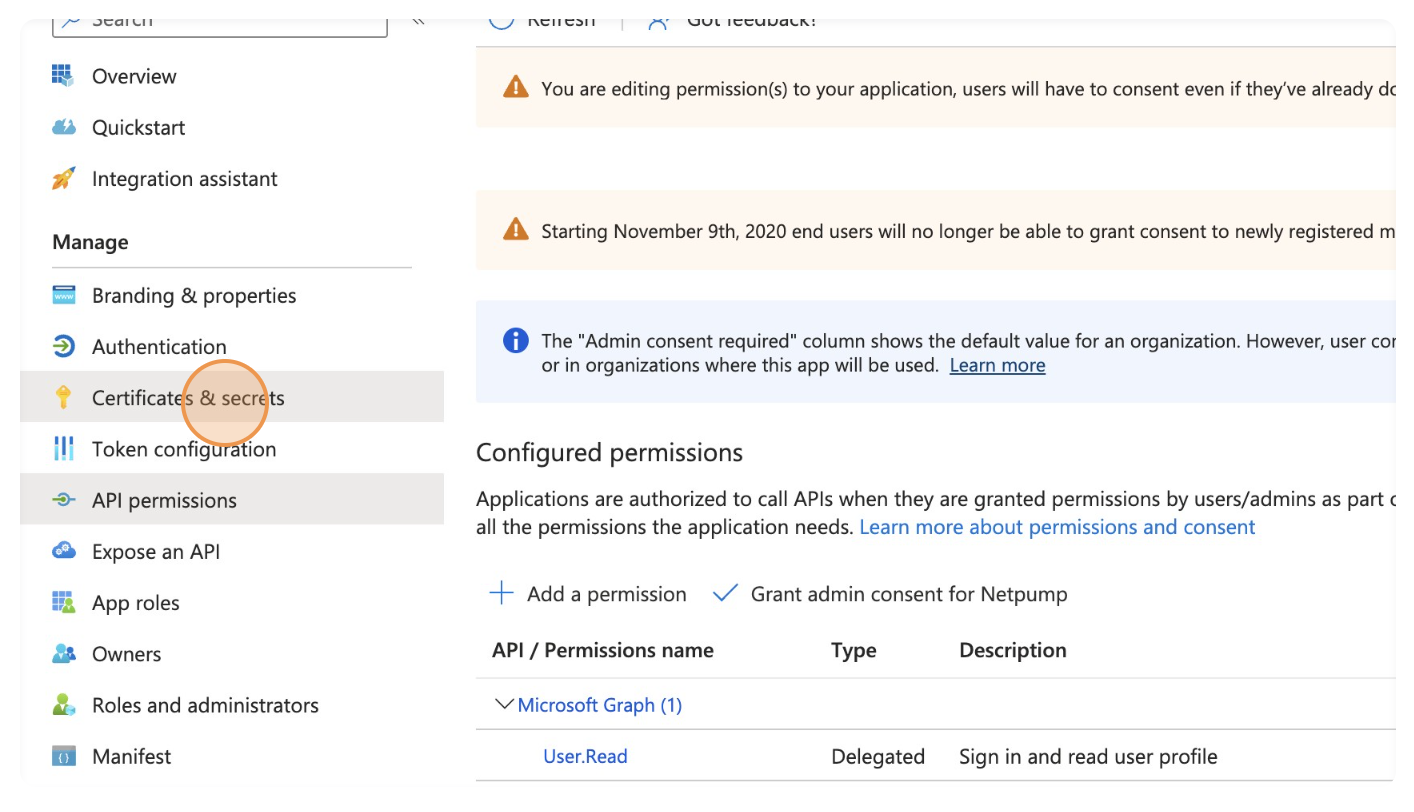 Search
Overview
Quickstart
Integration assistant
Manage
Branding & properties
Authentication
Certificates & secrets
Token configuration
API permissions
Expose an API
App roles
Owners
Roles and administrators
Manifest
Refresh
Got feedback?
You are editing permission(s) to your application, users will have to consent even if they've already
Starting November 9th, 2020 end users will no longer be able to grant consent to newly registered
The "Admin consent required" column shows the default value for an organization. However, user
or in organizations where this app will be used. Learn more
Configured permissions
Applications are authorized to call APIs when they are granted permissions by users/admins as part
all the permissions the application needs. Learn more about permissions and consent
Add a permission Grant admin consent for Netpump
API / Permissions name Type Description
Microsoft Graph (1)
User.Read Delegated Sign in and read user profile